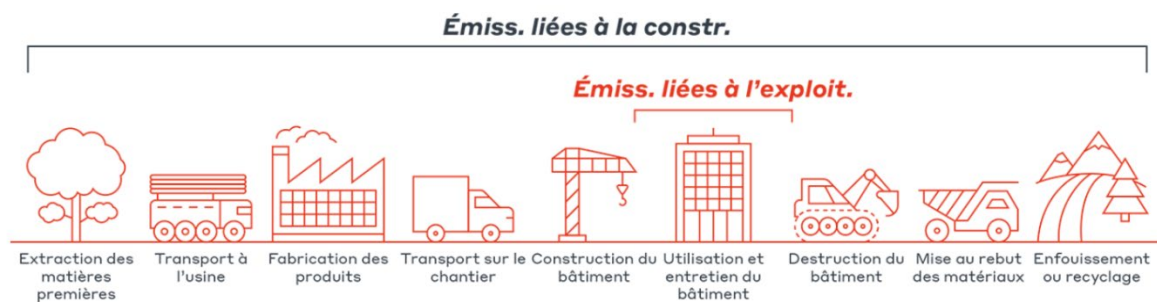 Émiss. liées à la constr.
Émiss. liées à l'exploit.
Extraction des
matières
premières
Transport à
l'usine
Fabrication des
produits
Transport sur le
chantier
Construction du
bâtiment
Utilisation et
entretien du
bâtiment
Destruction du
bâtiment
Mise au rebut
des matériaux
Enfouissement
ou recyclage